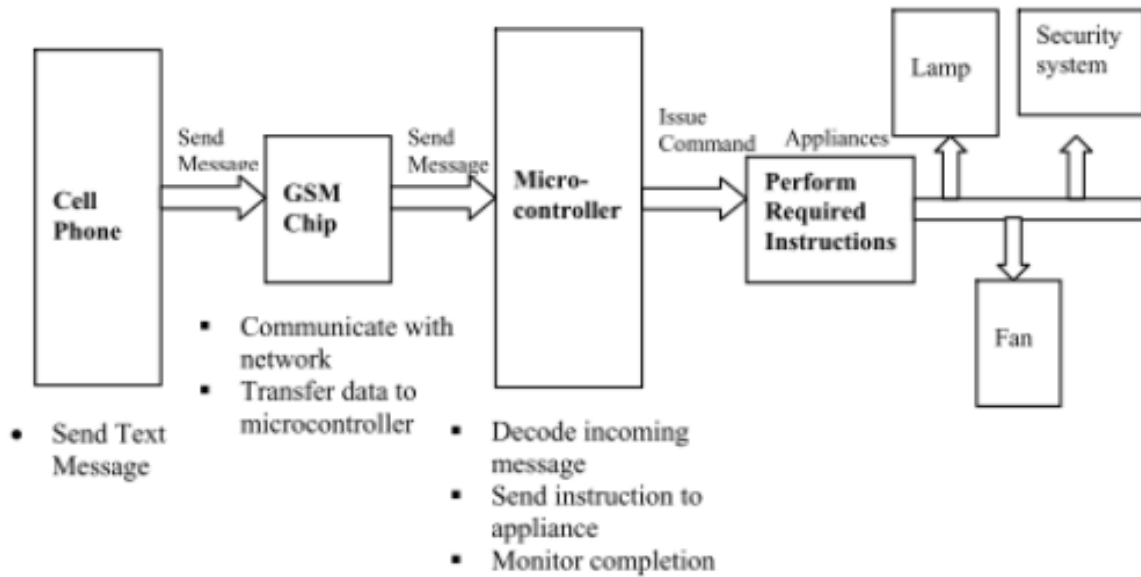 Lamp
Security
system
Send
Message
Send
Message
Issue
Command
Appliances
Cell
Phone
GSM
Chip
Micro-
controller
Perform
Required
Instructions
Fan
▪ Communicate with
network
▪ Transfer data to
microcontroller
• Send Text
Message
▪ Decode incoming
message
▪ Send instruction to
appliance
▪ Monitor completion